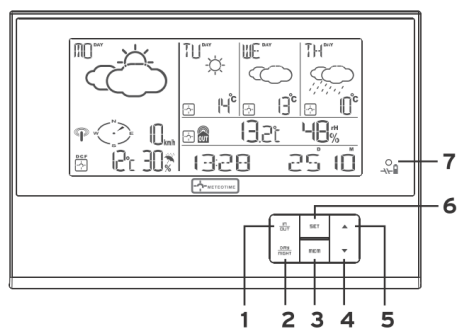 MO DAY TU DAY WE DAY TH DAY
14°C 13°C 10°C
N W E S 10 km/h OUT 13.2°C 48 rH %
DCF 12°C 30% 13:28 D 25 M 10
METEOTIME
7
6
IN OUT SET ▲
DAY NIGHT MEM ▼
1 2 3 4 5